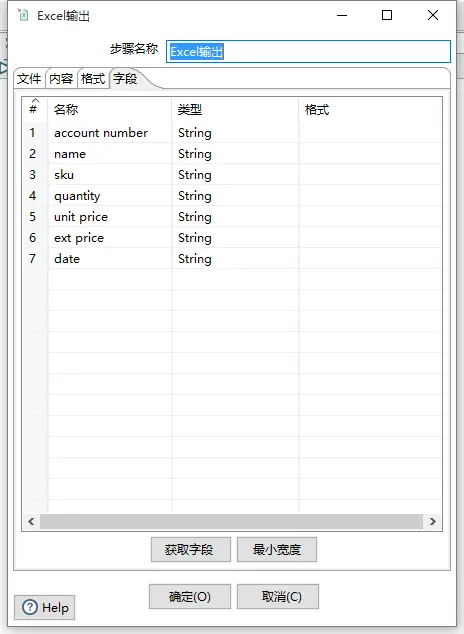 Excel输出
步骤名称 Excel输出
文件 内容 格式 字段
# 名称 类型 格式
1 account number String
2 name String
3 sku String
4 quantity String
5 unit price String
6 ext price String
7 date String
获取字段 最小宽度
确定(O) 取消(C)
Help